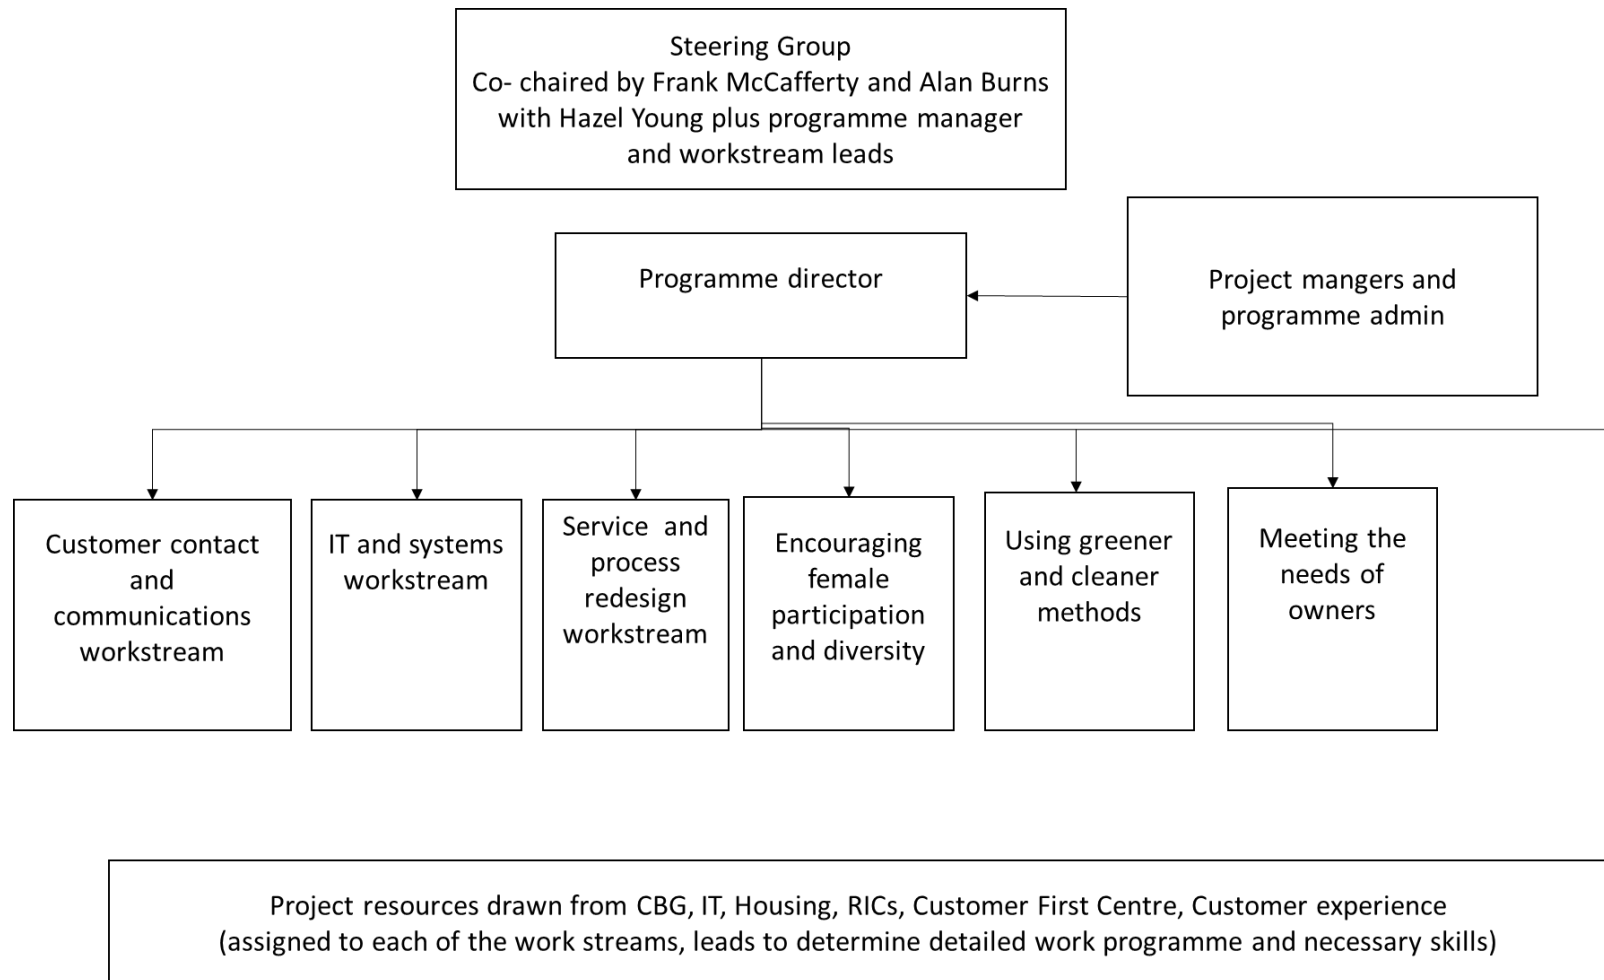 Steering Group
Co- chaired by Frank McCafferty and Alan Burns
with Hazel Young plus programme manager
and workstream leads
Programme director
Project mangers and
programme admin
Customer contact
and
communications
workstream
IT and systems
workstream
Service and
process
redesign
workstream
Encouraging
female
participation
and diversity
Using greener
and cleaner
methods
Meeting the
needs of
owners
Project resources drawn from CBG, IT, Housing, RICs, Customer First Centre, Customer experience
(assigned to each of the work streams, leads to determine detailed work programme and necessary skills)